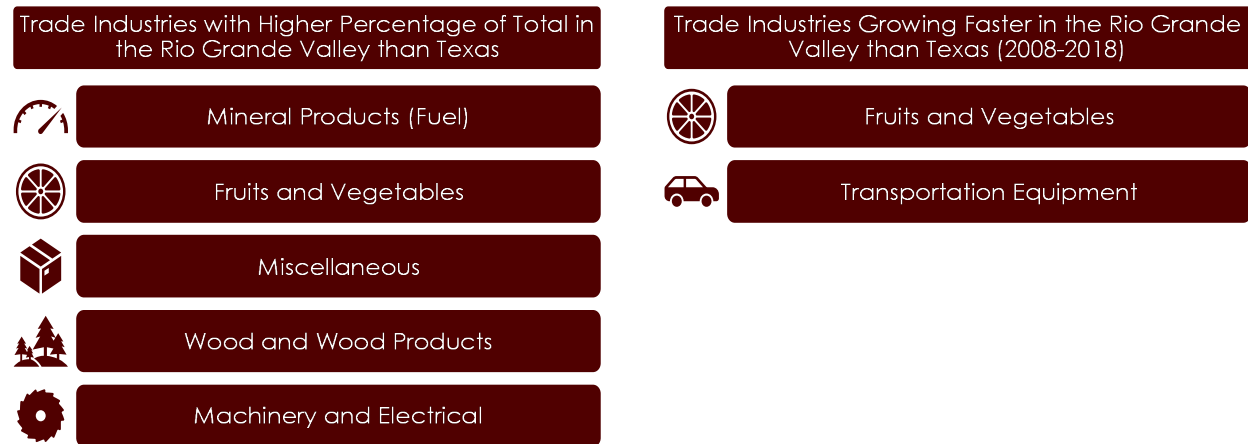 Trade Industries with Higher Percentage of Total in
the Rio Grande Valley than Texas
Mineral Products (Fuel)
Fruits and Vegetables
Miscellaneous
Wood and Wood Products
Machinery and Electrical
Trade Industries Growing Faster in the Rio Grande
Valley than Texas (2008-2018)
Fruits and Vegetables
Transportation Equipment